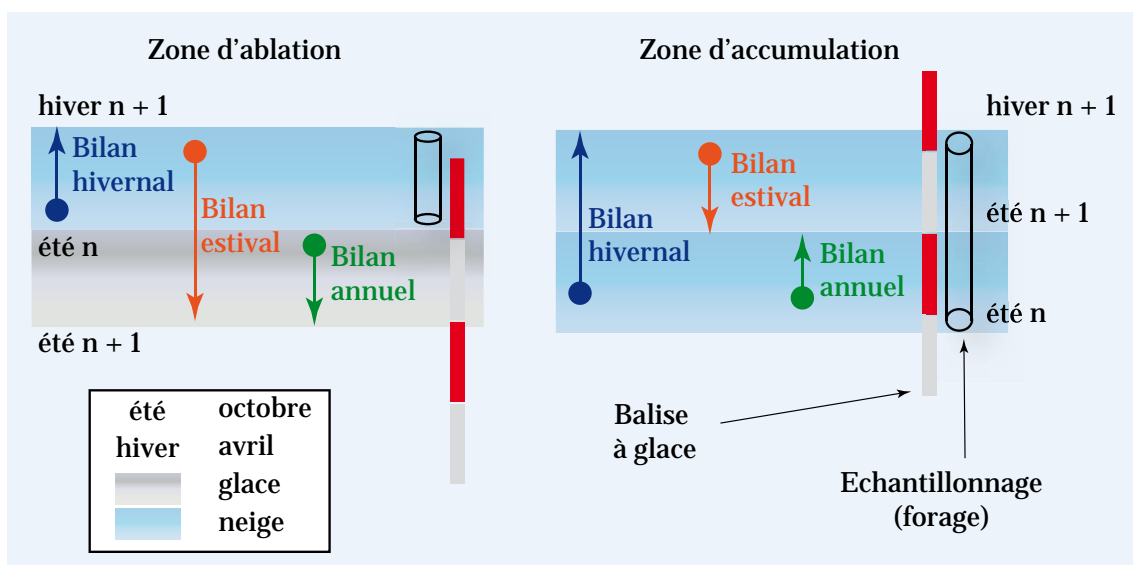 Zone d'ablation
hiver n + 1
Bilan
hivernal
Bilan
estival
été n
Bilan
annuel
été n + 1
été octobre
hiver avril
glace
neige
Zone d'accumulation
hiver n + 1
Bilan
estival
Bilan
hivernal
été n + 1
Bilan
annuel
été n
Balise
à glace
Echantillonnage
(forage)